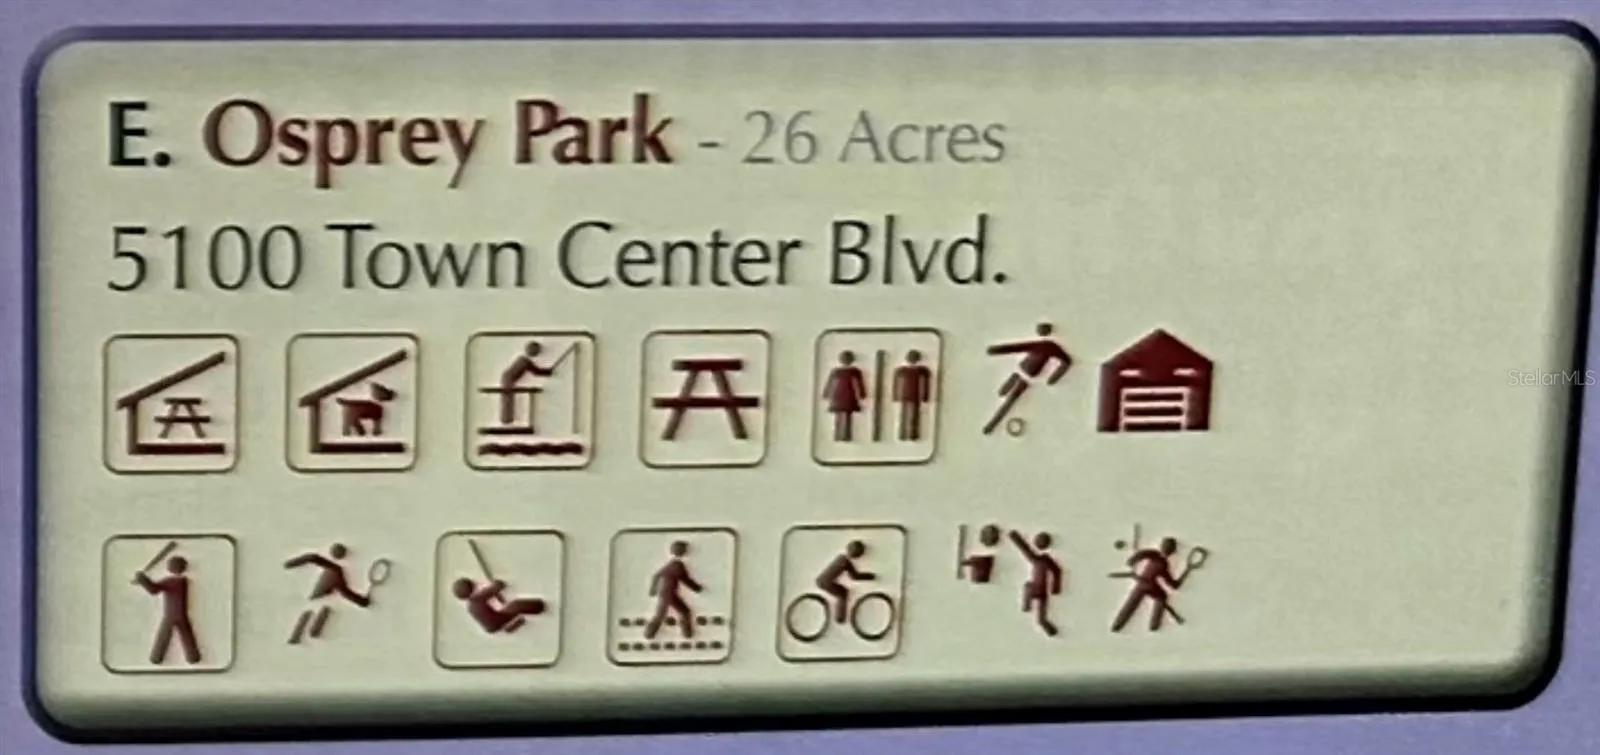 E. Osprey Park - 26 Acres
5100 Town Center Blvd.
StellarMLS